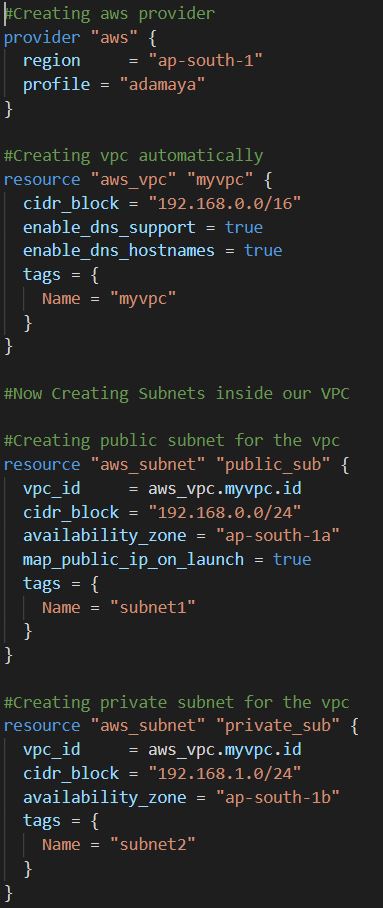 #Creating aws provider
provider "aws" {
  region     = "ap-south-1"
  profile = "adamaya"
}

#Creating vpc automatically
resource "aws_vpc" "myvpc" {
  cidr_block = "192.168.0.0/16"
  enable_dns_support = true
  enable_dns_hostnames = true
  tags = {
    Name = "myvpc"
  }
}

#Now Creating Subnets inside our VPC

#Creating public subnet for the vpc
resource "aws_subnet" "public_sub" {
  vpc_id     = aws_vpc.myvpc.id
  cidr_block = "192.168.0.0/24"
  availability_zone = "ap-south-1a"
  map_public_ip_on_launch = true
  tags = {
    Name = "subnet1"
  }
}

#Creating private subnet for the vpc
resource "aws_subnet" "private_sub" {
  vpc_id     = aws_vpc.myvpc.id
  cidr_block = "192.168.1.0/24"
  availability_zone = "ap-south-1b"
  tags = {
    Name = "subnet2"
  }
}